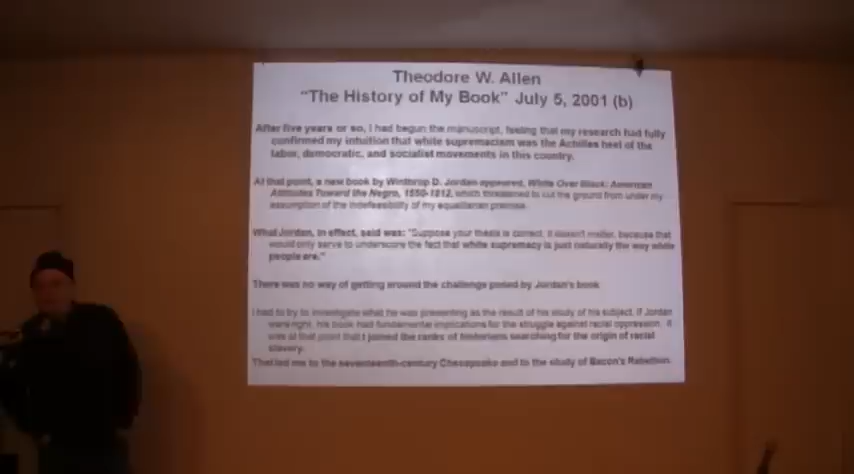 Theodore W. Allen
"The History of My Book" July 5, 2001 (b)
After five years or so, I had begun the manuscript, feeling that my research had fully
confirmed my intuition that white supremacism was the Achilles heel of the
labor, democratic, and socialist movements in this country.
At that point, a new book by Winthrop D. Jordan appeared, White Over Black: American
Attitudes Toward the Negro, 1550-1812, which threatened to cut the ground from under my
assumption of the indefeasibility of my equalitarian premise.
What Jordan, in effect, said was: "Suppose your thesis is correct, it doesn't matter, because that
would only serve to underscore the fact that white supremacy is just naturally the way white
people are."
There was no way of getting around the challenge posed by Jordan's book
I had to try to investigate what he was presenting as the result of his study of his subject. If Jordan
were right, his book had fundamental implications for the struggle against racial oppression. It
was at that point that I joined the ranks of historians searching for the origin of racial
slavery.
That led me to the seventeenth-century Chesapeake and to the study of Bacon's Rebellion.